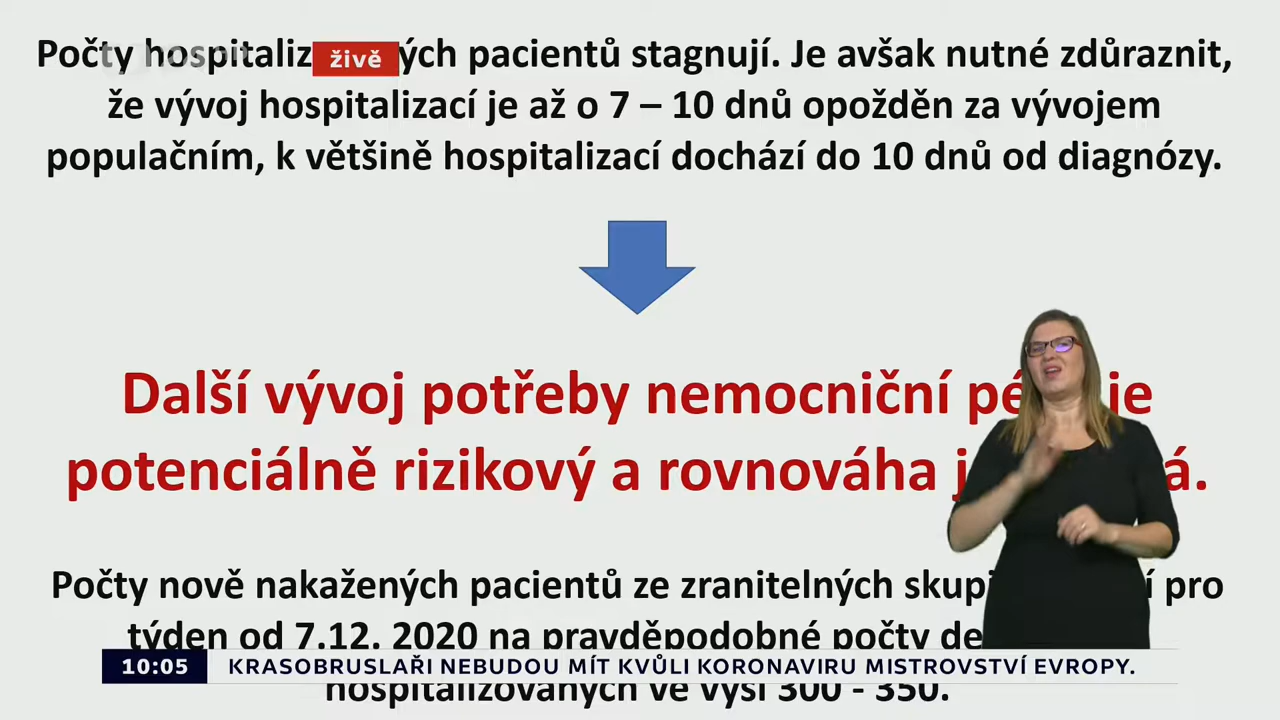 Počty hospitaliz ých pacientů stagnují. Je avšak nutné zdůraznit,
živě
že vývoj hospitalizací je až o 7 – 10 dnů opožděn za vývojem
populačním, k většině hospitalizací dochází do 10 dnů od diagnózy.
Další vývoj potřeby nemocniční je
potenciálně rizikový a rovnováha
Počty nově nakažených pacientů ze zranitelných pro
týden od 7.12. 2020 na pravděpodobné počty
10:05 KRASOBRUSLAŘI NEBUDOU MÍT KVŮLI KORONAVIRU MISTROVSTVÍ EVROPY.
hospitalizovaných ve výši 300 - 350.